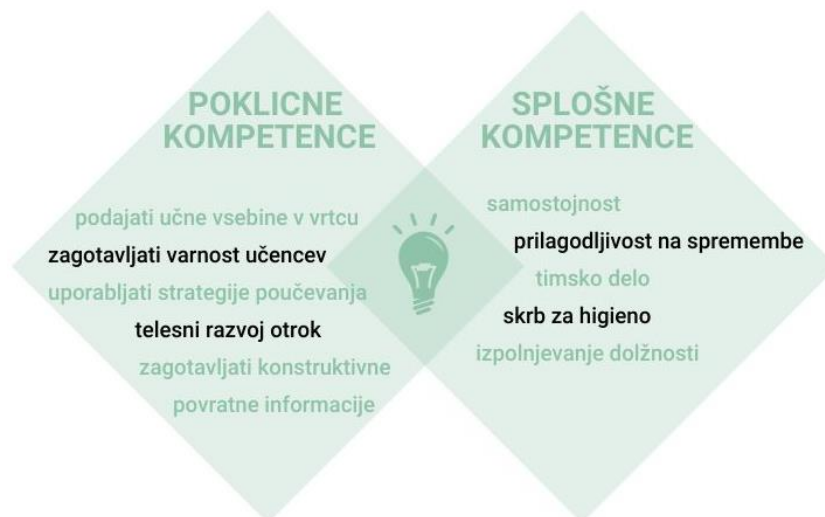 POKLICNE
KOMPETENCE
podajati učne vsebine v vrtcu
zagotavljati varnost učencev
uporabljati strategije poučevanja
telesni razvoj otrok
zagotavljati konstruktivne
povratne informacije
SPLOŠNE
KOMPETENCE
samostojnost
prilagodljivost na spremembe
timsko delo
skrb za higieno
izpolnjevanje dolžnosti